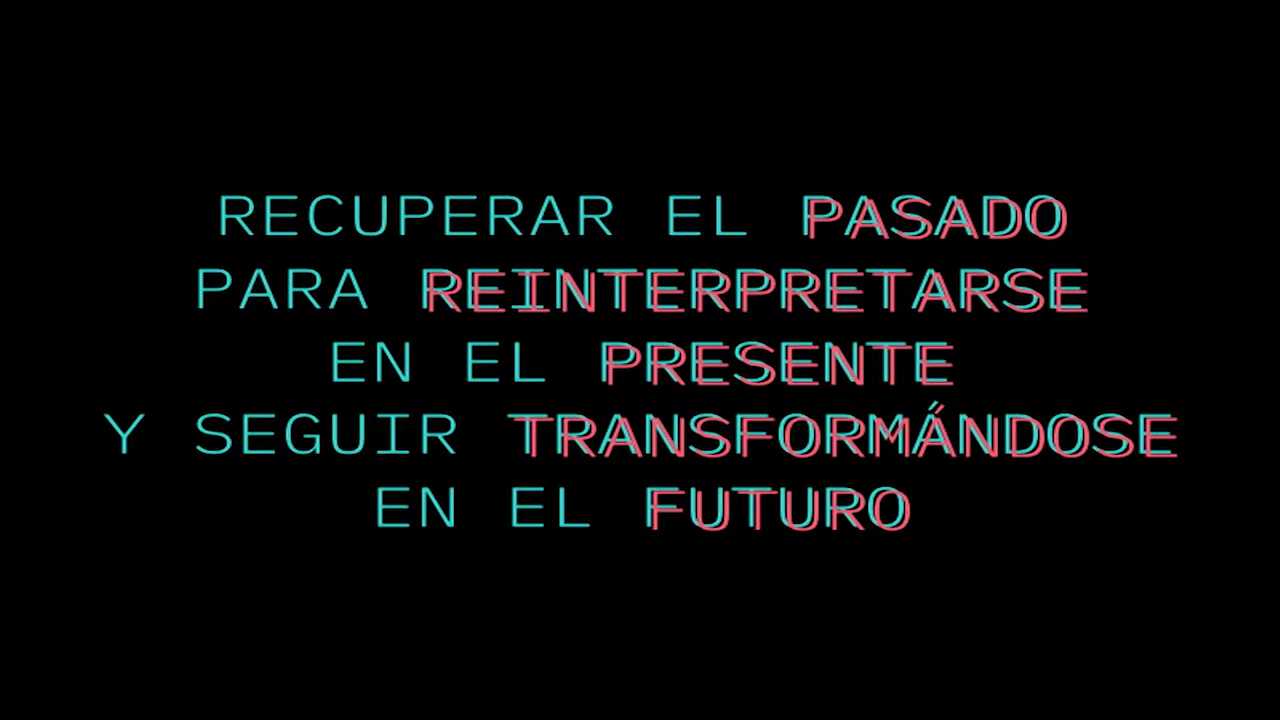 RECUPERAR EL PASADO
PARA REINTERPRETARSE
EN EL PRESENTE
Y SEGUIR TRANSFORMÁNDOSE
EN EL FUTURO